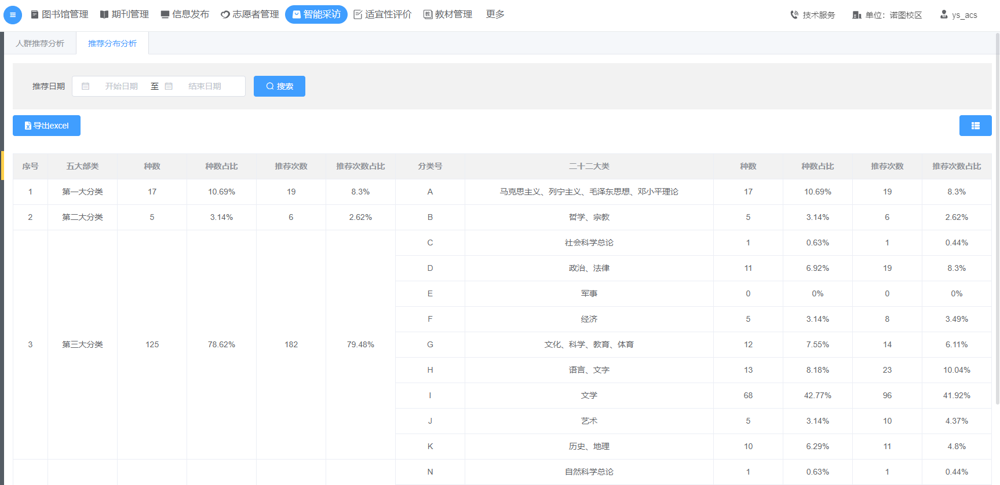 图书馆管理 期刊管理 信息发布 志愿者管理 智能采访 适宜性评价 教材管理 更多 技术服务 单位：诺图校区 ys_acs
人群推荐分析 推荐分布分析
推荐日期 开始日期 至 结束日期 搜索
导出excel
序号 五大部类 种数 种数占比 推荐次数 推荐次数占比 分类号 二十二大类 种数 种数占比 推荐次数 推荐次数占比
1 第一大分类 17 10.69% 19 8.3% A 马克思主义、列宁主义、毛泽东思想、邓小平理论 17 10.69% 19 8.3%
2 第二大分类 5 3.14% 6 2.62% B 哲学、宗教 5 3.14% 6 2.62%
C 社会科学总论 1 0.63% 1 0.44%
D 政治、法律 11 6.92% 19 8.3%
E 军事 0 0% 0 0%
F 经济 5 3.14% 8 3.49%
3 第三大分类 125 78.62% 182 79.48% G 文化、科学、教育、体育 12 7.55% 14 6.11%
H 语言、文字 13 8.18% 23 10.04%
I 文学 68 42.77% 96 41.92%
J 艺术 5 3.14% 10 4.37%
K 历史、地理 10 6.29% 11 4.8%
N 自然科学总论 1 0.63% 1 0.44%